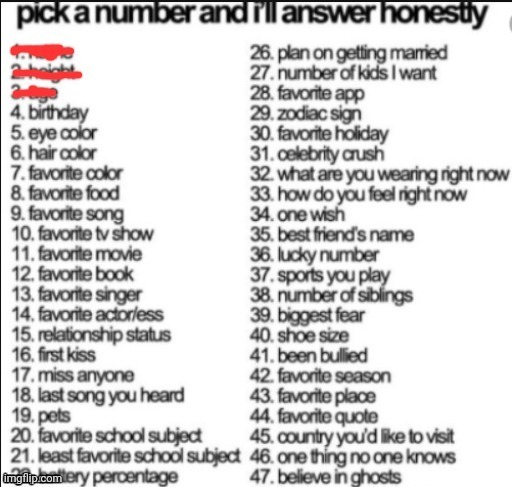 pick a number and i'll answer honestly
4. birthday
5. eye color
6. hair color
7. favorite color
8. favorite food
9. favorite song
10. favorite tv show
11. favorite movie
12. favorite book
13. favorite singer
14. favorite actor/ess
15. relationship status
16. first kiss
17. miss anyone
18. last song you heard
19. pets
20. favorite school subject
21. least favorite school subject
percentage
26. plan on getting married
27. number of kids I want
28. favorite app
29. zodiac sign
30. favorite holiday
31. celebrity crush
32. what are you wearing right now
33. how do you feel right now
34. one wish
35. best friend's name
36. lucky number
37. sports you play
38. number of siblings
39. biggest fear
40. shoe size
41. been bullied
42. favorite season
43. favorite place
44. favorite quote
45. country you'd like to visit
46. one thing no one knows
47. believe in ghosts
imgflip.com